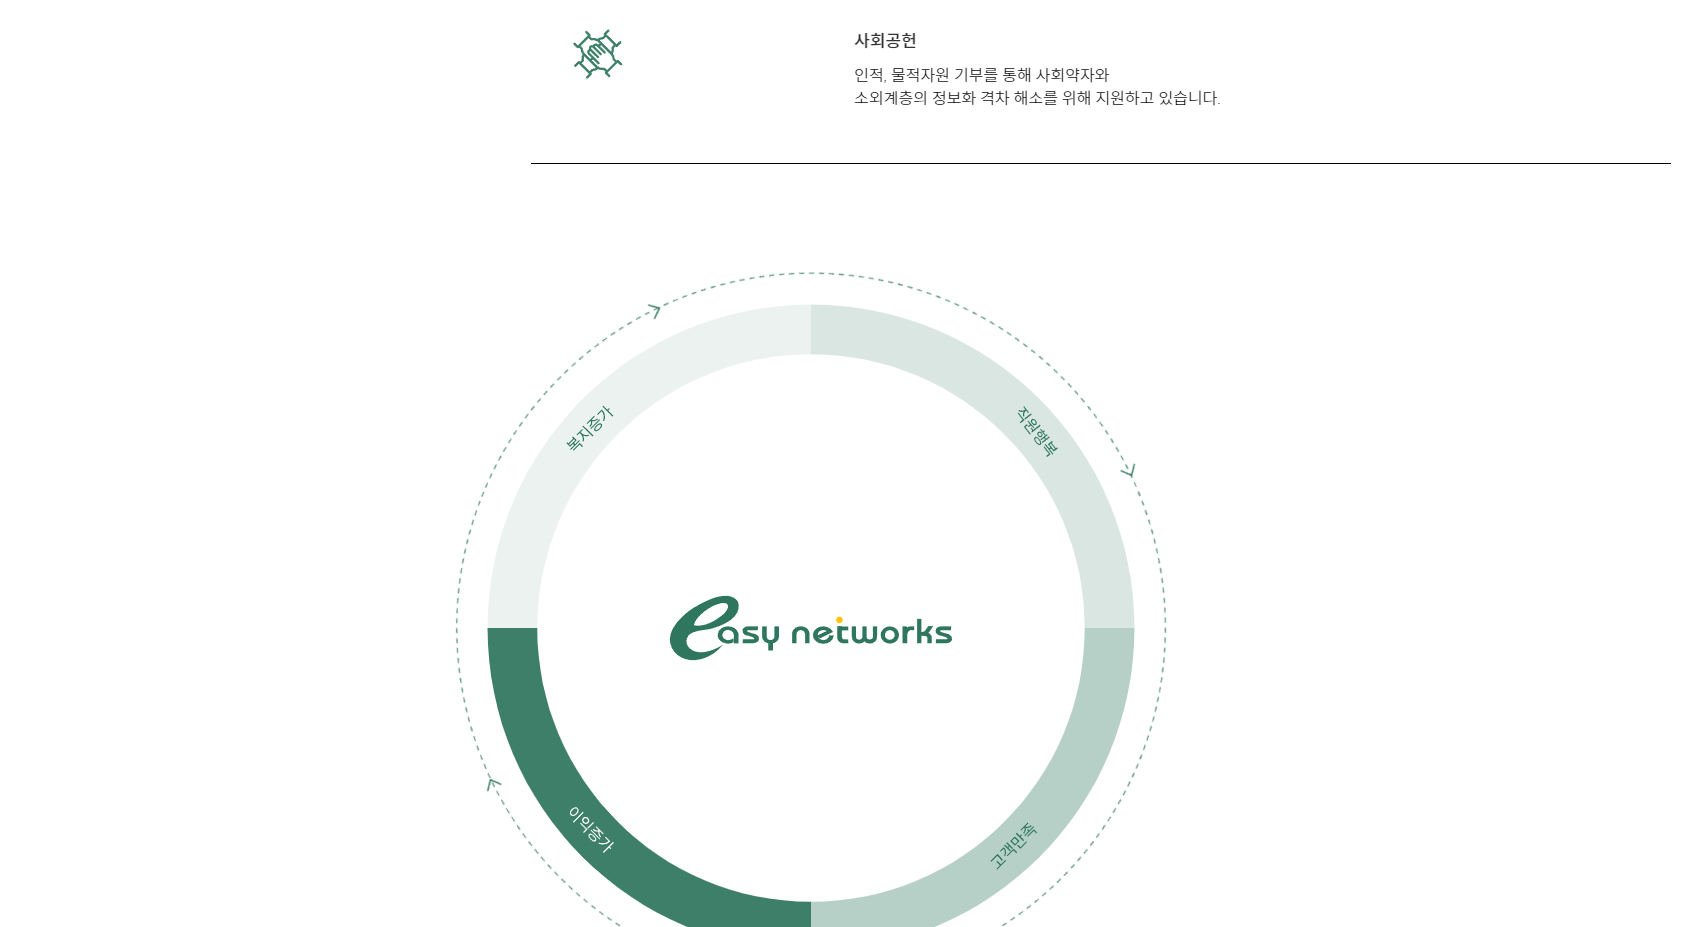 사회공헌
인적, 물적자원 기부를 통해 사회약자와
소외계층의 정보화 격차 해소를 위해 지원하고 있습니다.
복지증가
직원행복
easy networks
이익증가
고객만족